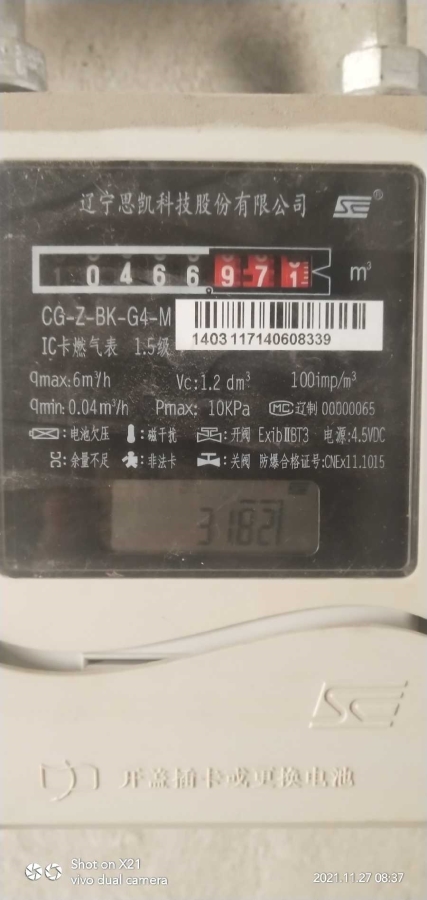 辽宁思凯科技股份有限公司 SC®
0466971 m³
CG-Z-BK-G4-M
IC卡燃气表 1.5级
1403117140608339
qmax:6m³/h Vc:1.2 dm³ 100imp/m³
qmin:0.04m³/h Pmax: 10KPa MC辽制 00000065
:电池欠压 :磁干扰 :开阀 ExibⅡBT3 电源:4.5VDC
:余量不足 :非法卡 :关阀 防爆合格证号:CNEx11.1015
SC
开盖插卡或更换电池
Shot on X21
vivo dual camera
2021.11.27 08:37